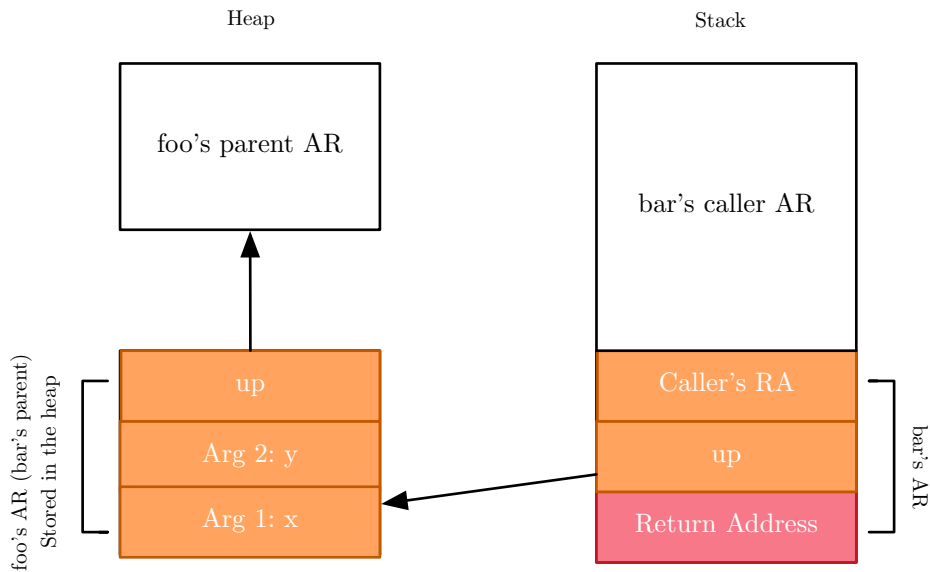 Heap
Stack
foo's parent AR
bar's caller AR
foo's AR (bar's parent)
Stored in the heap
up
Arg 2: y
Arg 1: x
Caller's RA
up
Return Address
bar's AR